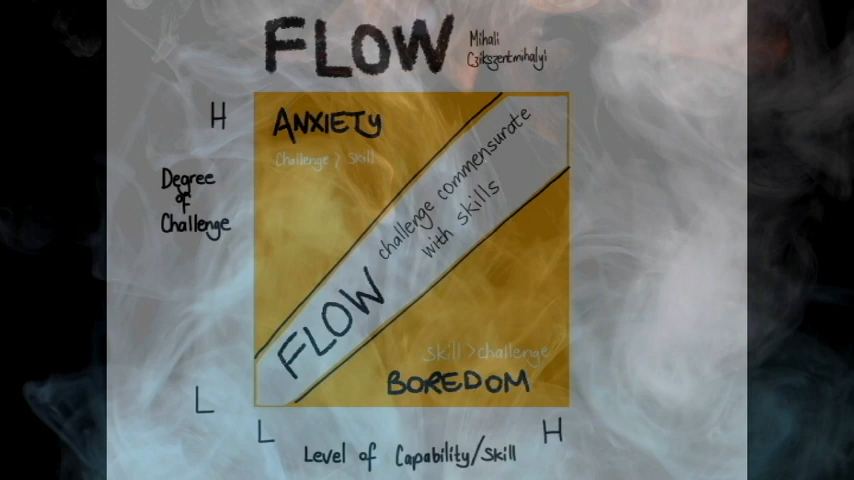 FLOW
Mihali
Czikszentmihalyi
H
ANXIETY
Challenge > Skill
Degree
of
Challenge
challenge commensurate
with skills
FLOW
Skill > challenge
BOREDOM
L
L
H
Level of Capability/Skill